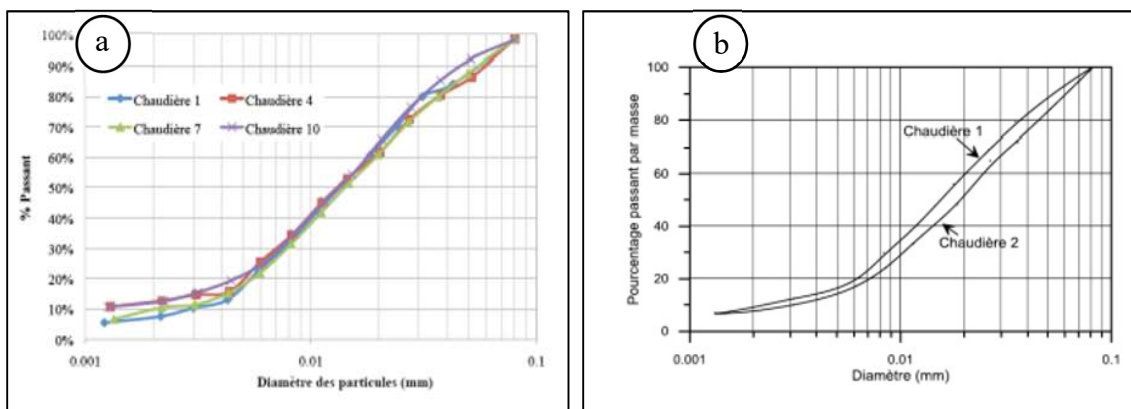 a
100%
90%
80%
70%
60%
50%
40%
30%
20%
10%
0%
% Passant
Chaudière 1
Chaudière 4
Chaudière 7
Chaudière 10
0.001
0.01
0.1
Diamètre des particules (mm)
b
100
80
60
40
20
0
Pourcentage passant par masse
Chaudière 1
Chaudière 2
0.001
0.01
0.1
Diamètre (mm)